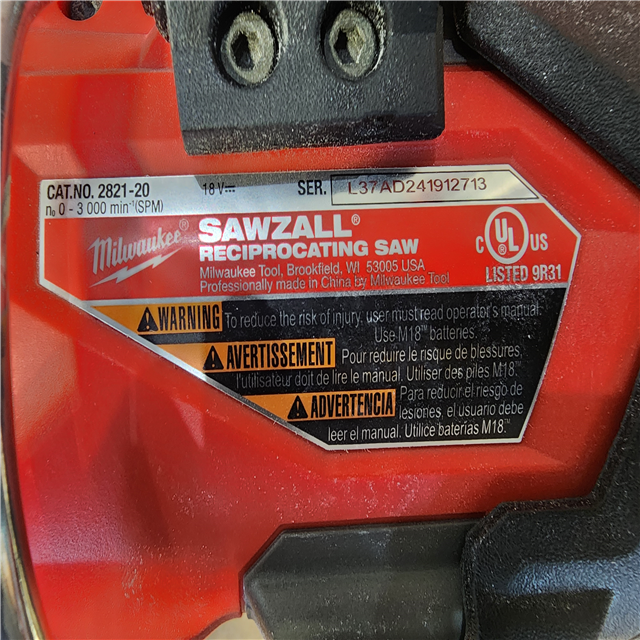 CAT.NO. 2821-20 18 V⎓ SER. L37AD241912713
n₀ 0 - 3 000 min⁻¹(SPM)
Milwaukee®
SAWZALL®
RECIPROCATING SAW
Milwaukee Tool, Brookfield, WI 53005 USA
Professionally made in China by Milwaukee Tool
C UL® US
LISTED 9R31
WARNING To reduce the risk of injury, user must read operator's manual.
Use M18™ batteries.
AVERTISSEMENT Pour réduire le risque de blessures,
l'utilisateur doit de lire le manual. Utiliser des piles M18™.
ADVERTENCIA Para reducir el riesgo de
lesiones, el usuario debe
leer el manual. Utilice baterías M18™.